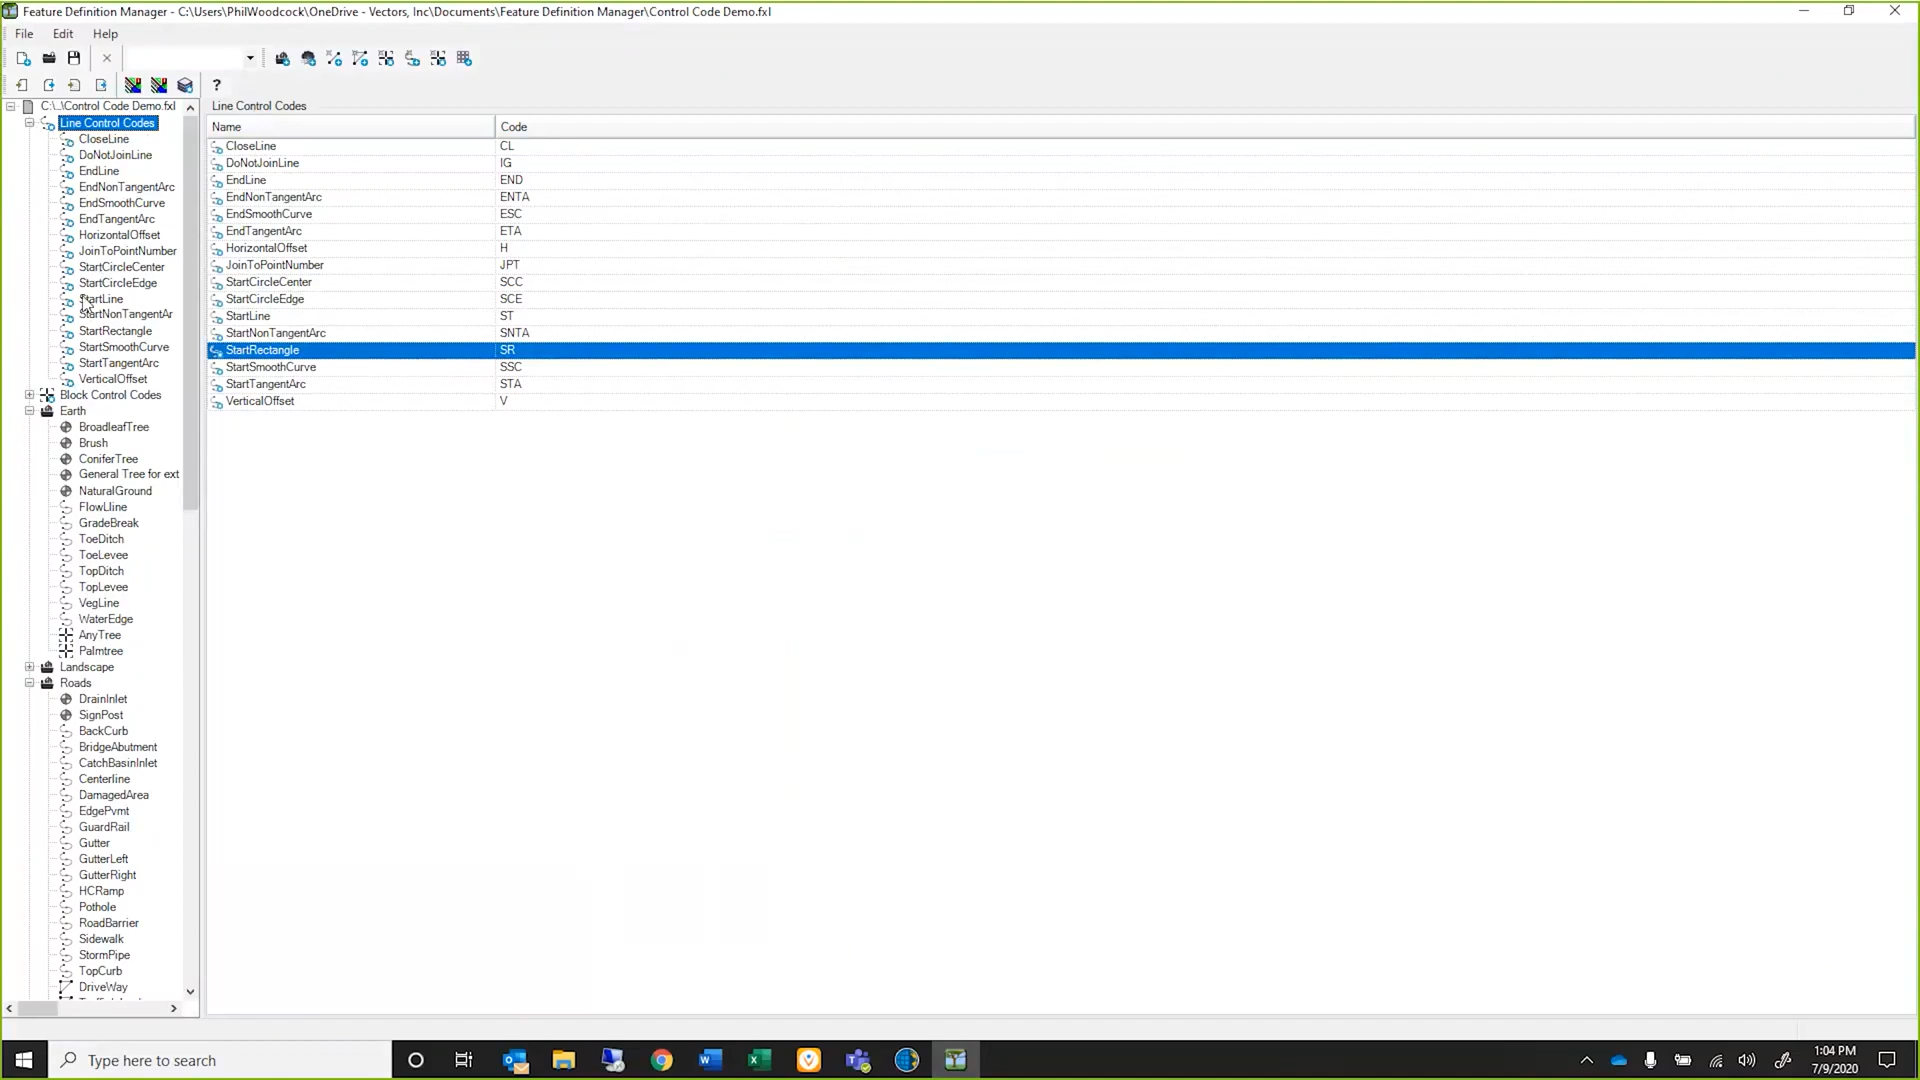 Feature Definition Manager - C:\Users\PhilWoodcock\OneDrive - Vectors, Inc\Documents\Feature Definition Manager\Control Code Demo.fxl
File Edit Help
C:\..\Control Code Demo.fxl
Line Control Codes
CloseLine
DoNotJoinLine
EndLine
EndNonTangentArc
EndSmoothCurve
EndTangentArc
HorizontalOffset
JoinToPointNumber
StartCircleCenter
StartCircleEdge
StartLine
StartNonTangentAr
StartRectangle
StartSmoothCurve
StartTangentArc
VerticalOffset
Block Control Codes
Earth
BroadleafTree
Brush
ConiferTree
General Tree for ext
NaturalGround
FlowLIine
GradeBreak
ToeDitch
ToeLevee
TopDitch
TopLevee
VegLine
WaterEdge
AnyTree
Palmtree
Landscape
Roads
DrainInlet
SignPost
BackCurb
BridgeAbutment
CatchBasinInlet
Centerline
DamagedArea
EdgePvmt
GuardRail
Gutter
GutterLeft
GutterRight
HCRamp
Pothole
RoadBarrier
Sidewalk
StormPipe
TopCurb
DriveWay
Line Control Codes
Name Code
CloseLine CL
DoNotJoinLine IG
EndLine END
EndNonTangentArc ENTA
EndSmoothCurve ESC
EndTangentArc ETA
HorizontalOffset H
JoinToPointNumber JPT
StartCircleCenter SCC
StartCircleEdge SCE
StartLine ST
StartNonTangentArc SNTA
StartRectangle SR
StartSmoothCurve SSC
StartTangentArc STA
VerticalOffset V
Type here to search
1:04 PM
7/9/2020